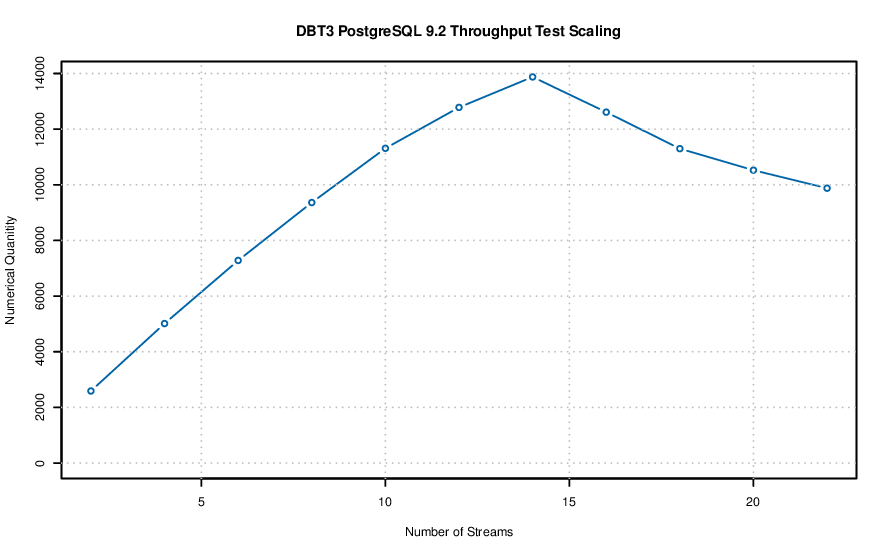 DBT3 PostgreSQL 9.2 Throughput Test Scaling
Numerical Quanitity
14000
12000
10000
8000
6000
4000
2000
0
5 10 15 20
Number of Streams